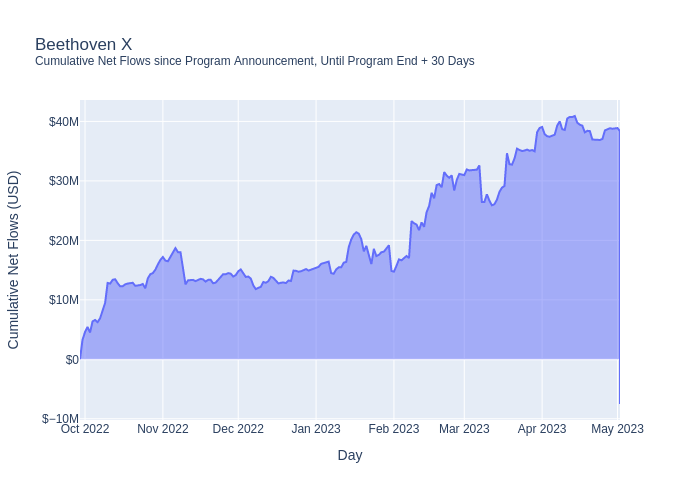 Beethoven X
Cumulative Net Flows since Program Announcement, Until Program End + 30 Days
Cumulative Net Flows (USD)
$40M
$30M
$20M
$10M
$0
$−10M
Oct 2022 Nov 2022 Dec 2022 Jan 2023 Feb 2023 Mar 2023 Apr 2023 May 2023
Day